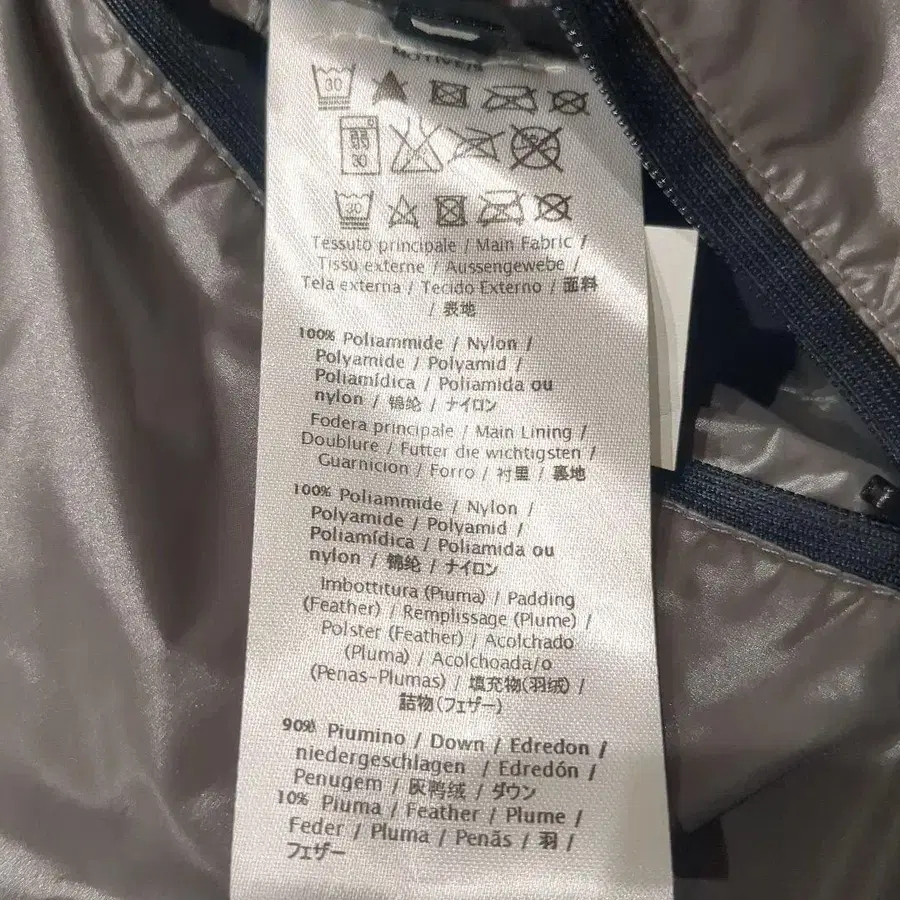 30
30
30
Tessuto principale / Main Fabric /
Tissu externe / Aussengewebe /
Tela externa / Tecido Externo / 面料
/ 表地
100% Poliammide / Nylon /
Polyamide / Polyamid /
Poliamídica / Poliamida ou
nylon / 锦纶 / ナイロン
Fodera principale / Main Lining /
Doublure / Futter die wichtigsten /
Guarnicion / Forro / 衬里 / 裏地
100% Poliammide / Nylon /
Polyamide / Polyamid /
Poliamídica / Poliamida ou
nylon / 锦纶 / ナイロン
Imbottitura (Piuma) / Padding
(Feather) / Remplissage (Plume) /
Polster (Feather) / Acolchado
(Pluma) / Acolchoada/o
(Penas-Plumas) / 填充物(羽绒) /
詰物(フェザー)
90% Piumino / Down / Edredon /
niedergeschlagen / Edredón /
Penugem / 灰鸭绒 / ダウン
10% Piuma / Feather / Plume /
Feder / Pluma / Penãs / 羽 /
フェザー